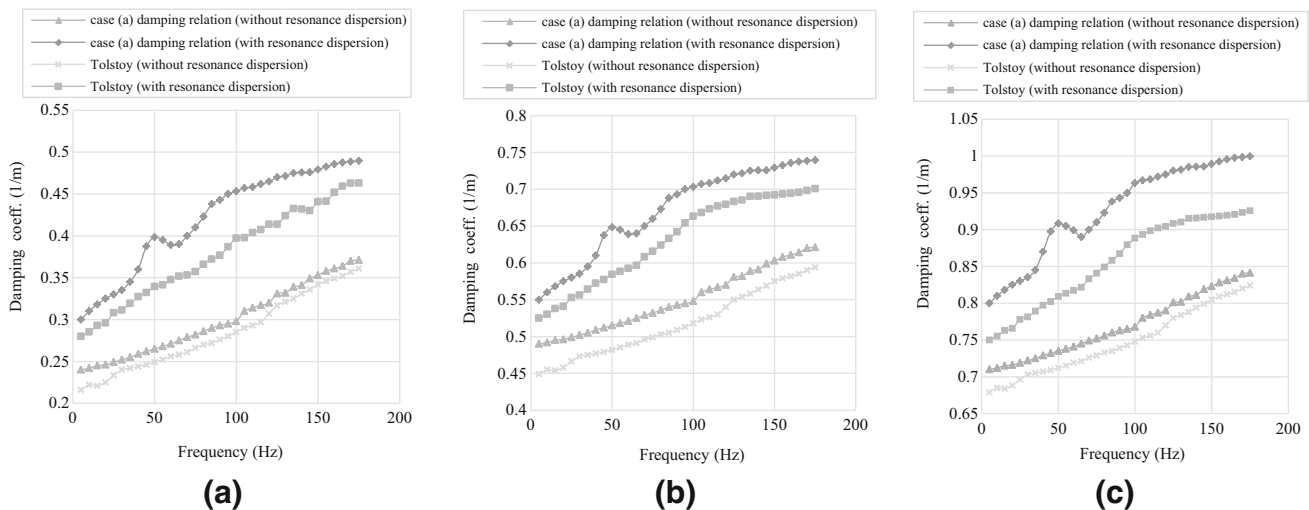 case (a) damping relation (without resonance dispersion)
case (a) damping relation (with resonance dispersion)
Tolstoy (without resonance dispersion)
Tolstoy (with resonance dispersion)
0.55
0.5
0.45
0.4
0.35
0.3
0.25
0.2
0
50
100
150
200
Damping coeff. (1/m)
Frequency (Hz)
(a)
case (a) damping relation (without resonance dispersion)
case (a) damping relation (with resonance dispersion)
Tolstoy (without resonance dispersion)
Tolstoy (with resonance dispersion)
0.8
0.75
0.7
0.65
0.6
0.55
0.5
0.45
0.4
0
50
100
150
200
Damping coeff. (1/m)
Frequency (Hz)
(b)
case (a) damping relation (without resonance dispersion)
case (a) damping relation (with resonance dispersion)
Tolstoy (without resonance dispersion)
Tolstoy (with resonance dispersion)
1.05
1
0.95
0.9
0.85
0.8
0.75
0.7
0.65
0
50
100
150
200
Damping coeff. (1/m)
Frequency (Hz)
(c)